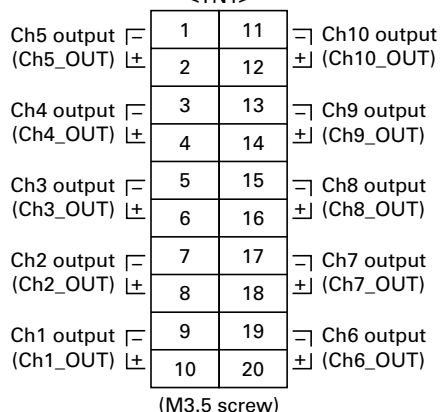 Ch5 output − 1 11 − Ch10 output
(Ch5_OUT) + 2 12 + (Ch10_OUT)
Ch4 output − 3 13 − Ch9 output
(Ch4_OUT) + 4 14 + (Ch9_OUT)
Ch3 output − 5 15 − Ch8 output
(Ch3_OUT) + 6 16 + (Ch8_OUT)
Ch2 output − 7 17 − Ch7 output
(Ch2_OUT) + 8 18 + (Ch7_OUT)
Ch1 output − 9 19 − Ch6 output
(Ch1_OUT) + 10 20 + (Ch6_OUT)
(M3.5 screw)